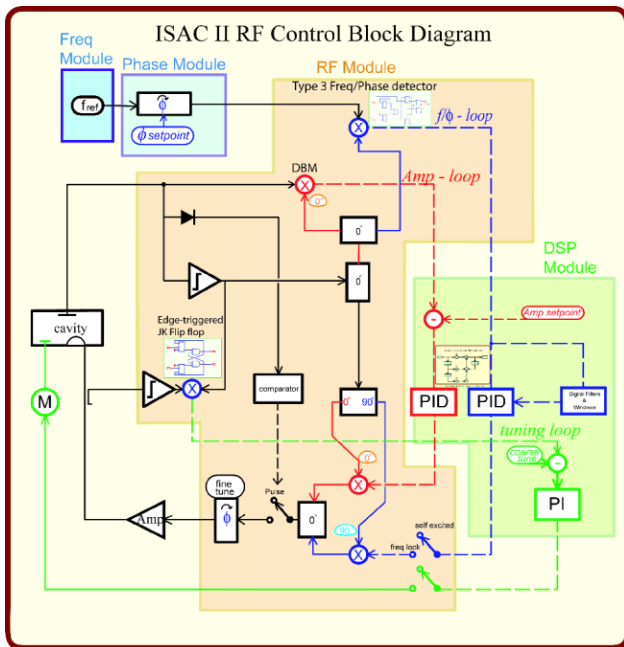 ISAC II RF Control Block Diagram
Freq
Module
Phase Module
RF Module
Type 3 Freq/Phase detector
f ref
ϕ
ϕ setpoint
X
f/ϕ - loop
DBM
X
Amp - loop
0°
0°
0°
DSP
Module
cavity
Edge-triggered
JK Flip flop
-
Amp setpoint
M
X
comparator
0°
90°
PID
PID
Digital Filters
&
Windows
tuning loop
coarse
tune
-
0°
X
fine
tune
Pulse
Amp
ϕ
0°
90°
X
self excited
freq lock
PI